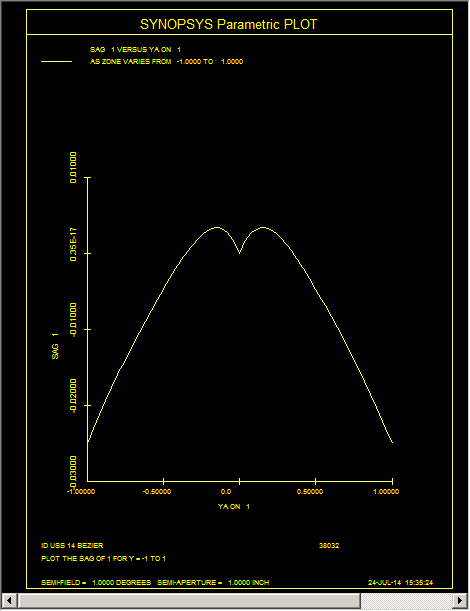 SYNOPSYS Parametric PLOT
SAG 1 VERSUS YA ON 1
AS ZONE VARIES FROM -1.0000 TO 1.0000
0.01000
0.35E-17
-0.01000
-0.02000
-0.03000
SAG 1
-1.00000 -0.50000 0.0 0.50000 1.00000
YA ON 1
ID USS 14 BEZIER 38032
PLOT THE SAG OF 1 FOR Y = -1 TO 1
SEMI-FIELD = 1.0000 DEGREES SEMI-APERTURE = 1.0000 INCH 24-JUL-14 15:35:24